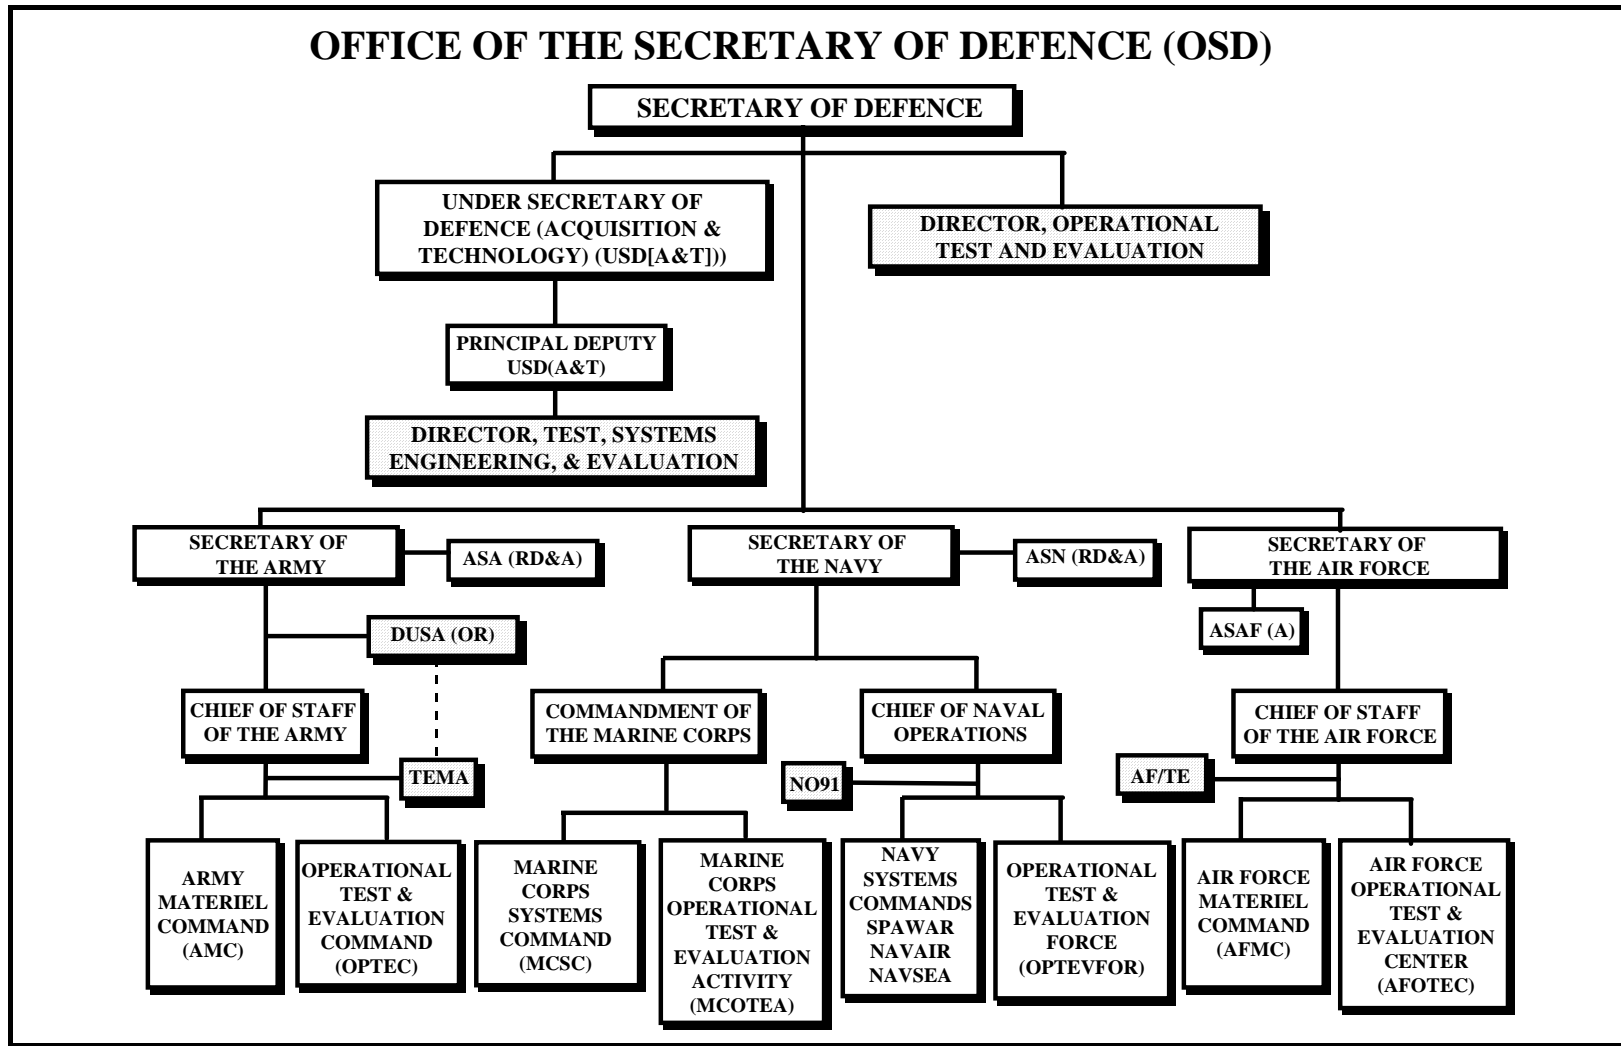 OFFICE OF THE SECRETARY OF DEFENCE (OSD)
SECRETARY OF DEFENCE
UNDER SECRETARY OF
DEFENCE (ACQUISITION &
TECHNOLOGY) (USD[A&T]))
DIRECTOR, OPERATIONAL
TEST AND EVALUATION
PRINCIPAL DEPUTY
USD(A&T)
DIRECTOR, TEST, SYSTEMS
ENGINEERING, & EVALUATION
SECRETARY OF
THE ARMY
ASA (RD&A)
SECRETARY OF
THE NAVY
ASN (RD&A)
SECRETARY OF
THE AIR FORCE
DUSA (OR)
ASAF (A)
CHIEF OF STAFF
OF THE ARMY
COMMANDMENT OF
THE MARINE CORPS
CHIEF OF NAVAL
OPERATIONS
CHIEF OF STAFF
OF THE AIR FORCE
TEMA
NO91
AF/TE
ARMY
MATERIEL
COMMAND
(AMC)
OPERATIONAL
TEST &
EVALUATION
COMMAND
(OPTEC)
MARINE
CORPS
SYSTEMS
COMMAND
(MCSC)
MARINE
CORPS
OPERATIONAL
TEST &
EVALUATION
ACTIVITY
(MCOTEA)
NAVY
SYSTEMS
COMMANDS
SPAWAR
NAVAIR
NAVSEA
OPERATIONAL
TEST &
EVALUATION
FORCE
(OPTEVFOR)
AIR FORCE
MATERIEL
COMMAND
(AFMC)
AIR FORCE
OPERATIONAL
TEST &
EVALUATION
CENTER
(AFOTEC)